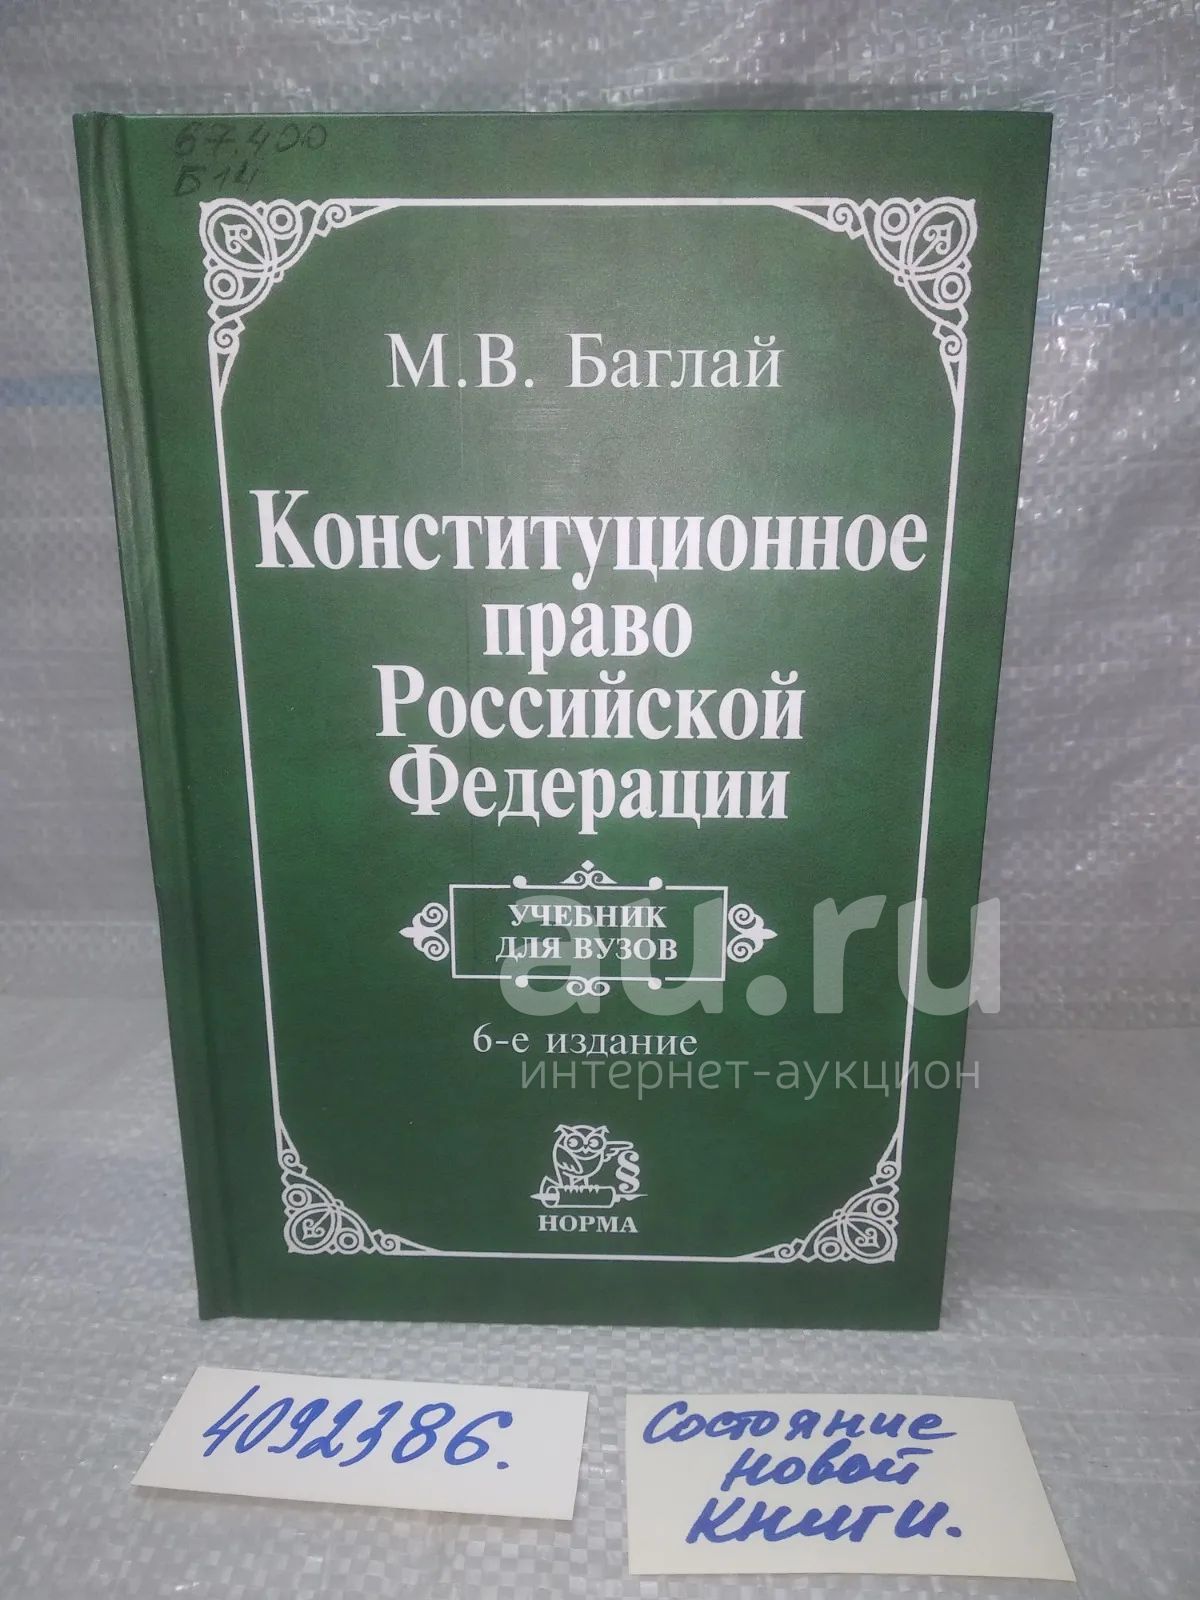 67.400
Б14
М.В. Баглай
Конституционное
право
Российской
Федерации
УЧЕБНИК
ДЛЯ ВУЗОВ
au.ru
6-е издание
интернет-аукцион
§
НОРМА
4092386.
Состояние
новой
книги.